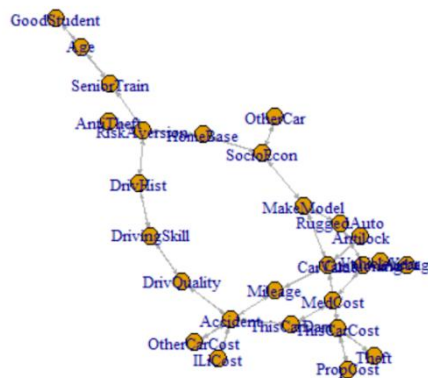 GoodStudent
Age
SeniorTrain
AntiTheft
RiskAversion
HomeBase
OtherCar
SocioEcon
DrivHist
MakeModel
RuggedAuto
Antilock
DrivingSkill
DrivQuality
Mileage
MedCost
Accident
ThisCarDam
ThisCarCost
OtherCarCost
ILiCost
Theft
PropCost